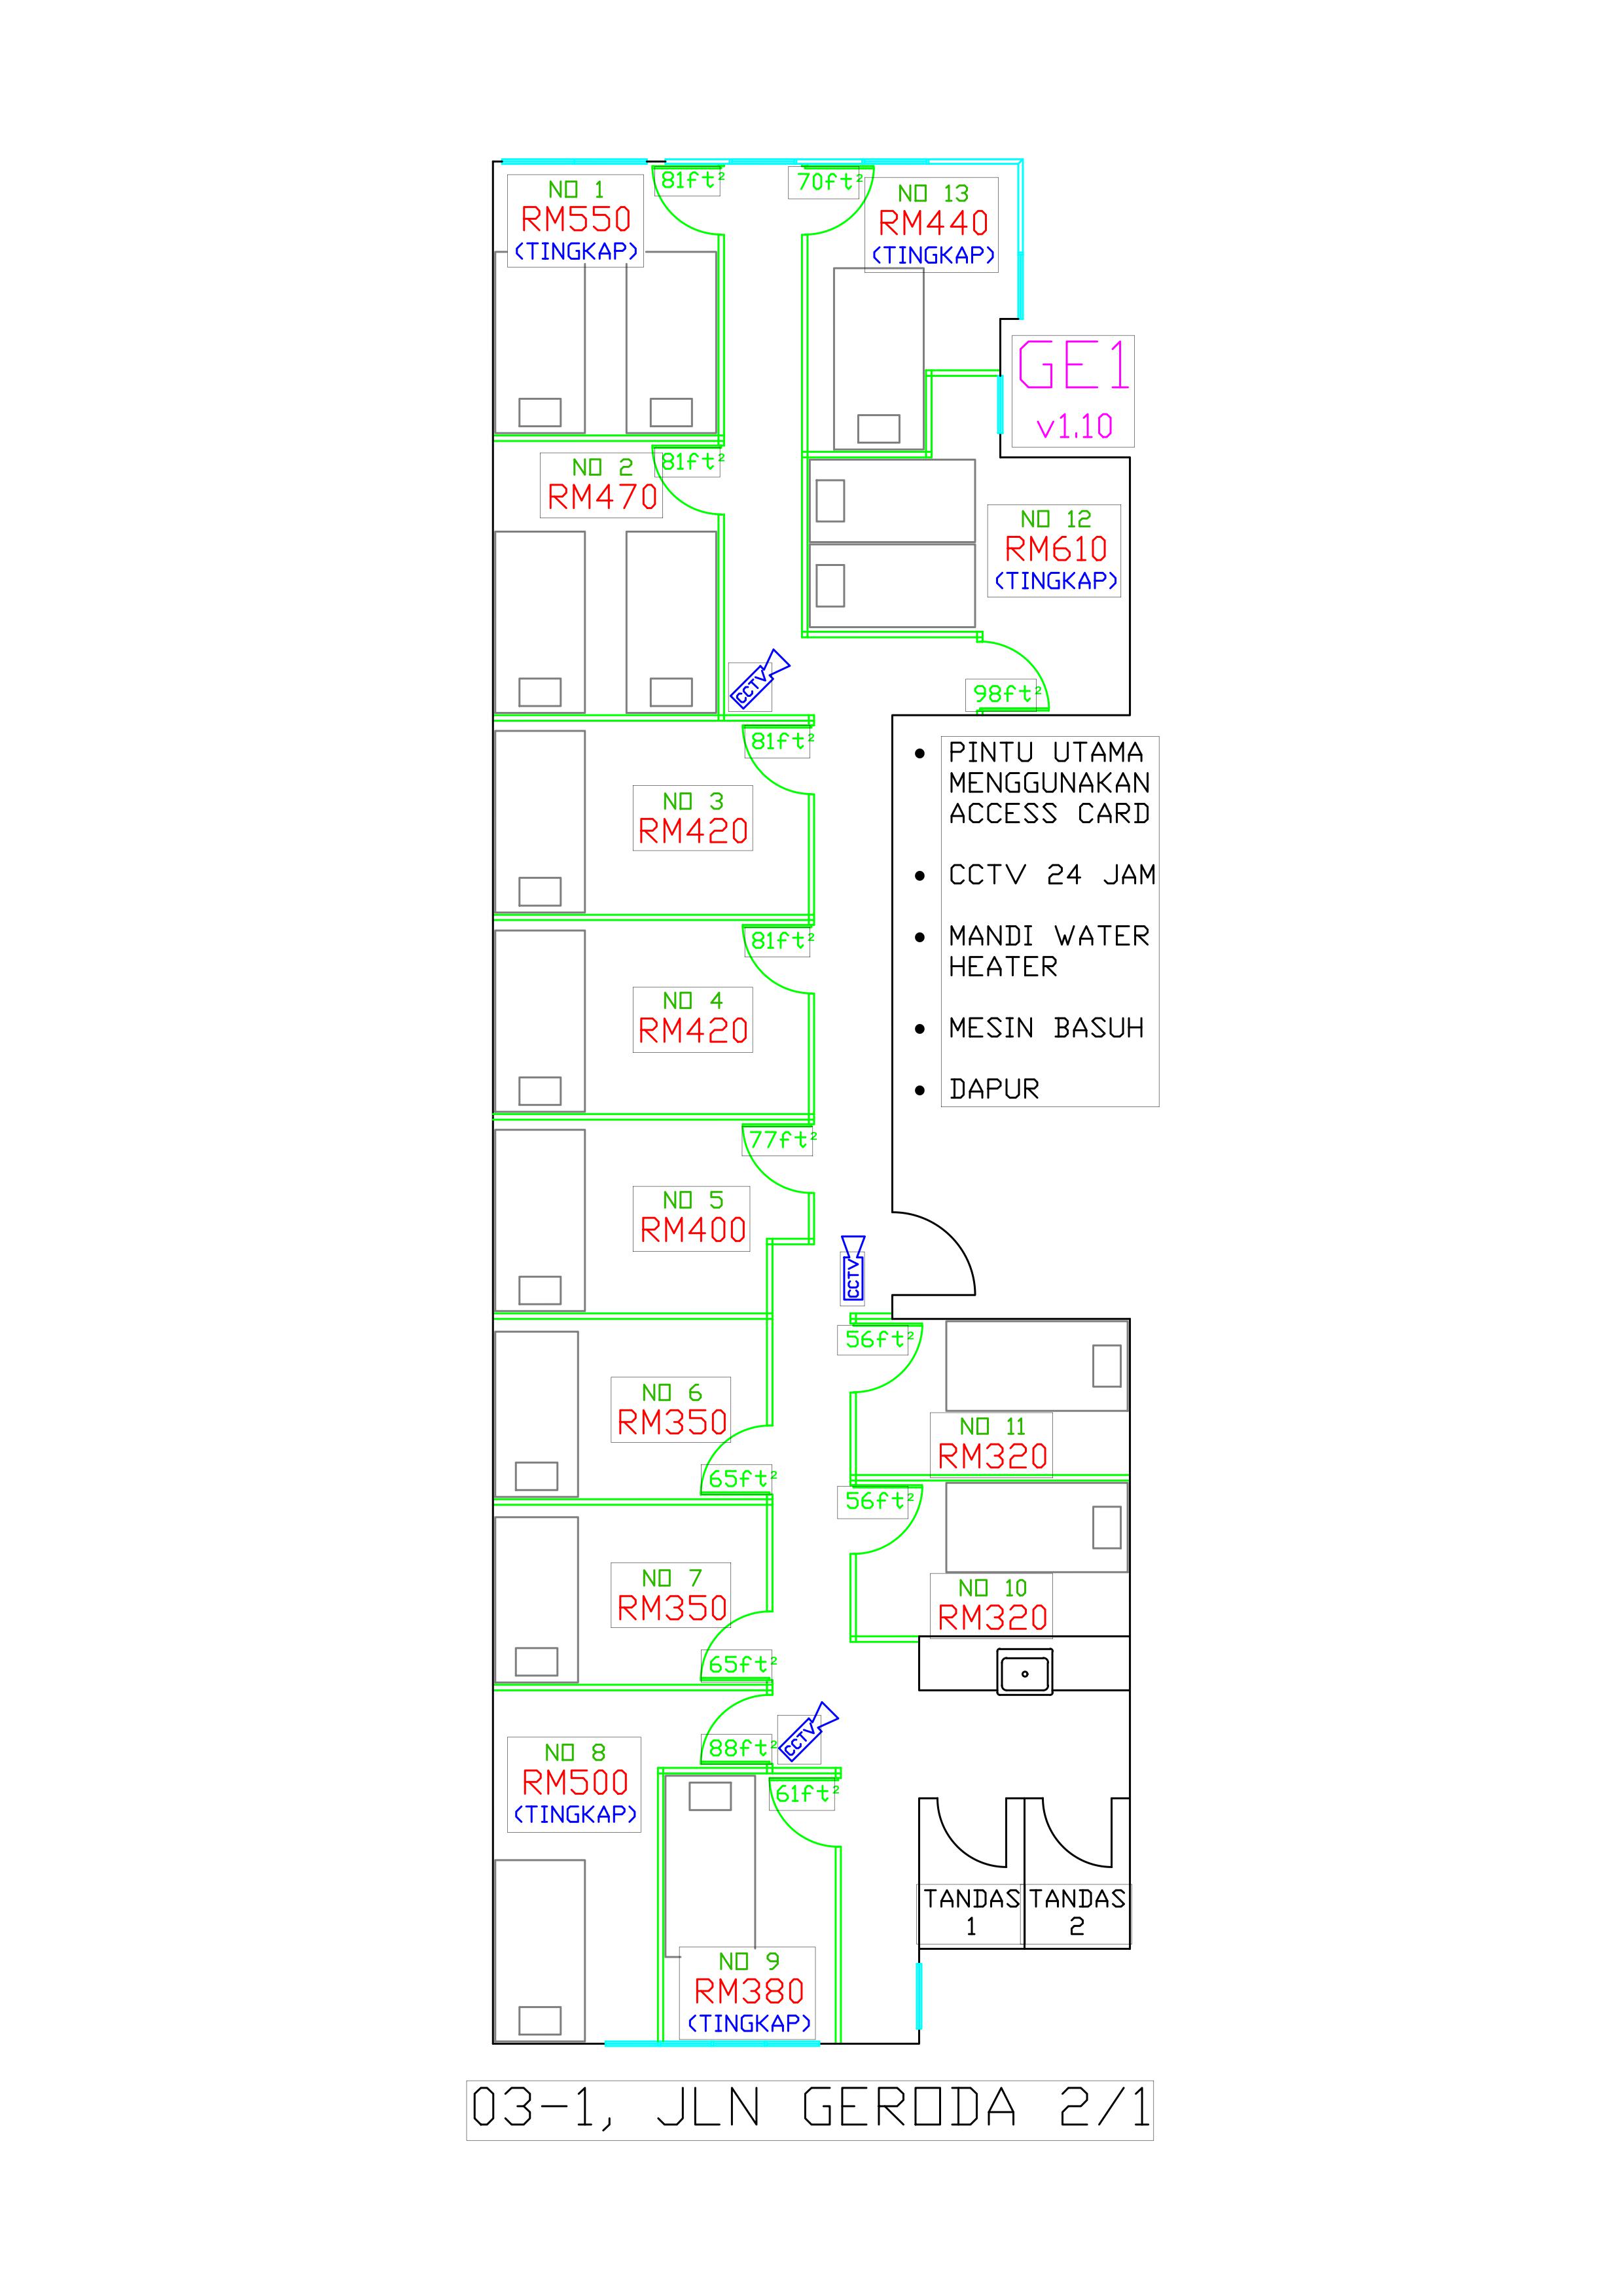 NO 1
RM550
(TINGKAP)
81ft²
70ft²
NO 13
RM440
(TINGKAP)
GE1
v1.10
NO 2
RM470
81ft²
NO 12
RM610
(TINGKAP)
98ft²
CCTV
81ft²
NO 3
RM420
• PINTU UTAMA
MENGGUNAKAN
ACCESS CARD
• CCTV 24 JAM
• MANDI WATER
HEATER
• MESIN BASUH
• DAPUR
81ft²
NO 4
RM420
77ft²
NO 5
RM400
CCTV
56ft²
NO 11
RM320
NO 6
RM350
65ft²
56ft²
NO 10
RM320
NO 7
RM350
65ft²
CCTV
88ft²
NO 8
RM500
(TINGKAP)
61ft²
NO 9
RM380
(TINGKAP)
TANDAS
1
TANDAS
2
03-1, JLN GERODA 2/1